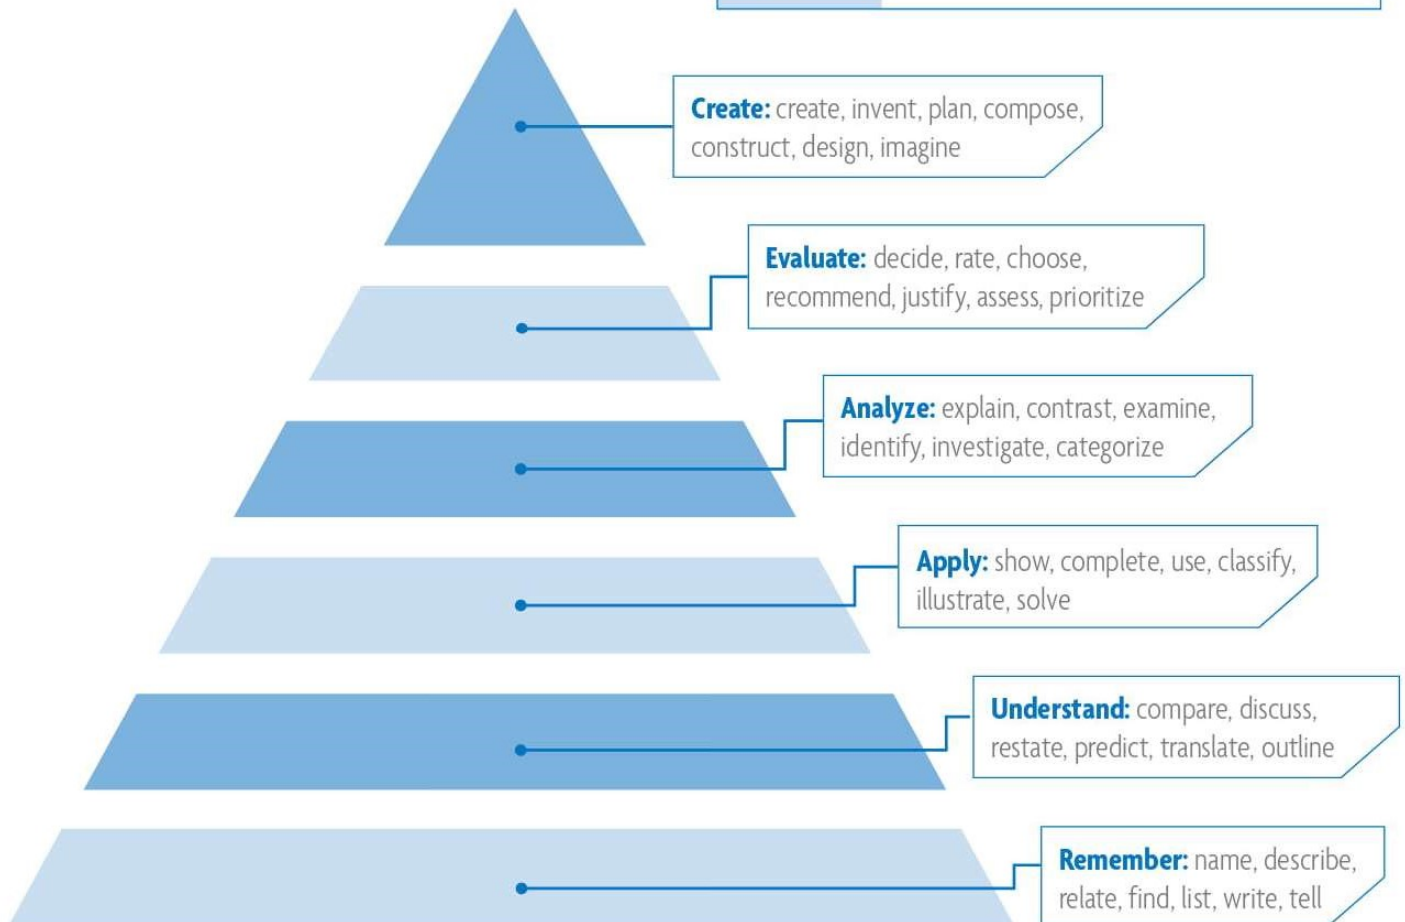 Create: create, invent, plan, compose,
construct, design, imagine
Evaluate: decide, rate, choose,
recommend, justify, assess, prioritize
Analyze: explain, contrast, examine,
identify, investigate, categorize
Apply: show, complete, use, classify,
illustrate, solve
Understand: compare, discuss,
restate, predict, translate, outline
Remember: name, describe,
relate, find, list, write, tell